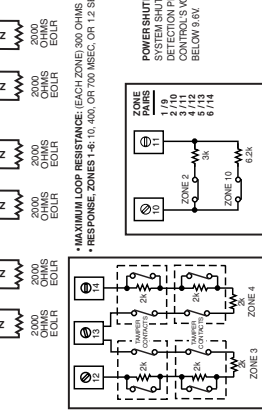 Z
2000
OHMS
EOLR
Z
2000
OHMS
EOLR
Z
2000
OHMS
EOLR
Z
2000
OHMS
EOLR
Z
2000
OHMS
EOLR
Z
2000
OHMS
EOLR
• MAXIMUM LOOP RESISTANCE: (EACH ZONE) 300 OHMS
• RESPONSE, ZONES 1-6: 10, 400, OR 700 MSEC, OR 1.2 S
POWER SHUT
SYSTEM SHUT
DETECTION P
CONTROL'S V
BELOW 9.6V.
12
13
14
TAMPER
CONTACTS
TAMPER
CONTACTS
2k
2k
2k
2k
2k
2k
ZONE 3
ZONE 4
10
11
ZONE 2
3k
ZONE 10
6.2k
ZONE
PAIRS
1 / 9
2 / 10
3 / 11
4 / 12
5 / 13
6 / 14